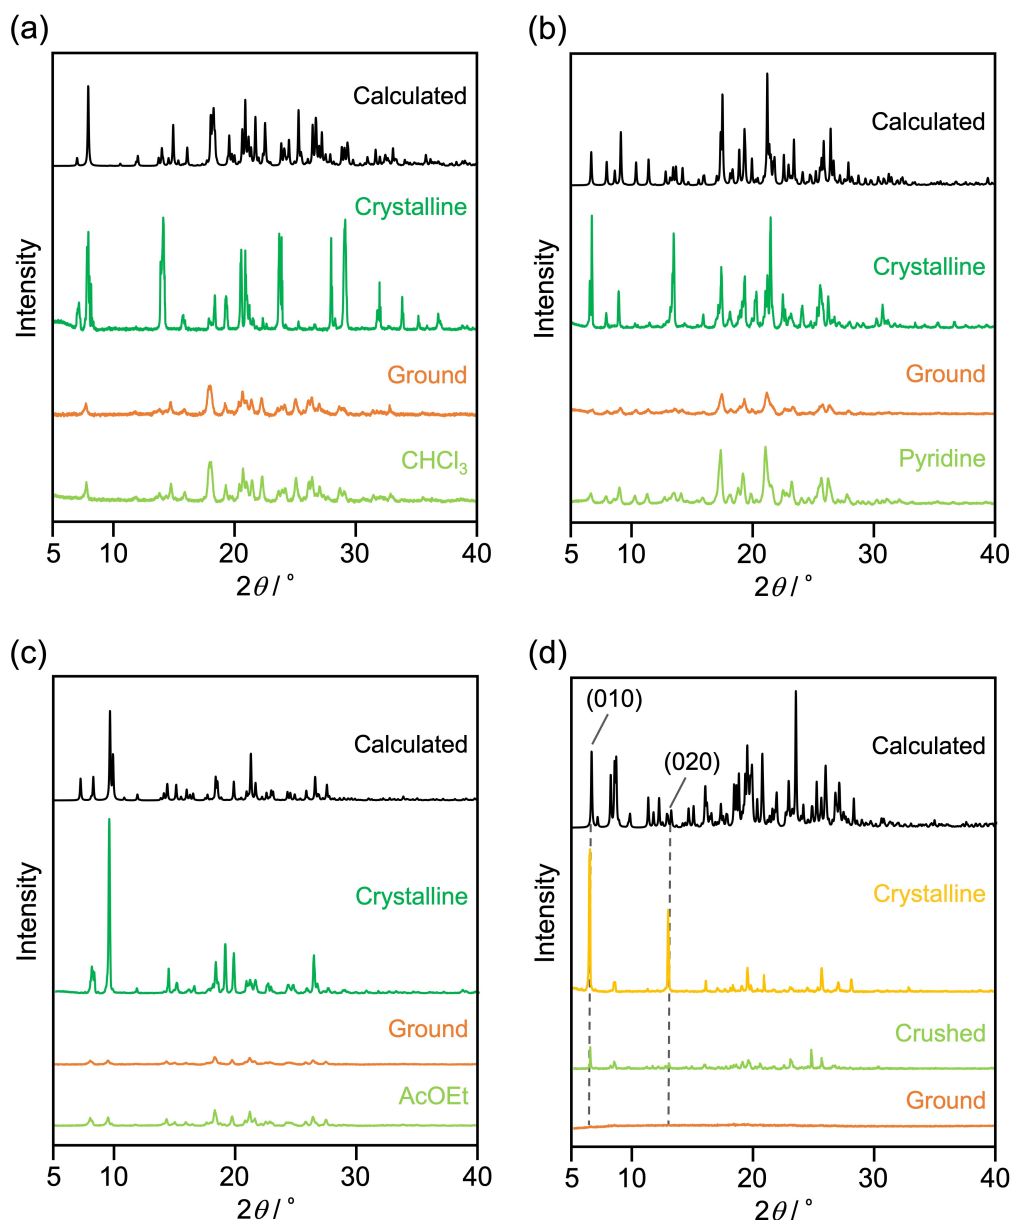 (a)
Intensity
Calculated
Crystalline
Ground
CHCl₃
5 10 20 30 40
2θ / °
(b)
Intensity
Calculated
Crystalline
Ground
Pyridine
5 10 20 30 40
2θ / °
(c)
Intensity
Calculated
Crystalline
Ground
AcOEt
5 10 20 30 40
2θ / °
(d)
Intensity
(010)
(020)
Calculated
Crystalline
Crushed
Ground
5 10 20 30 40
2θ / °